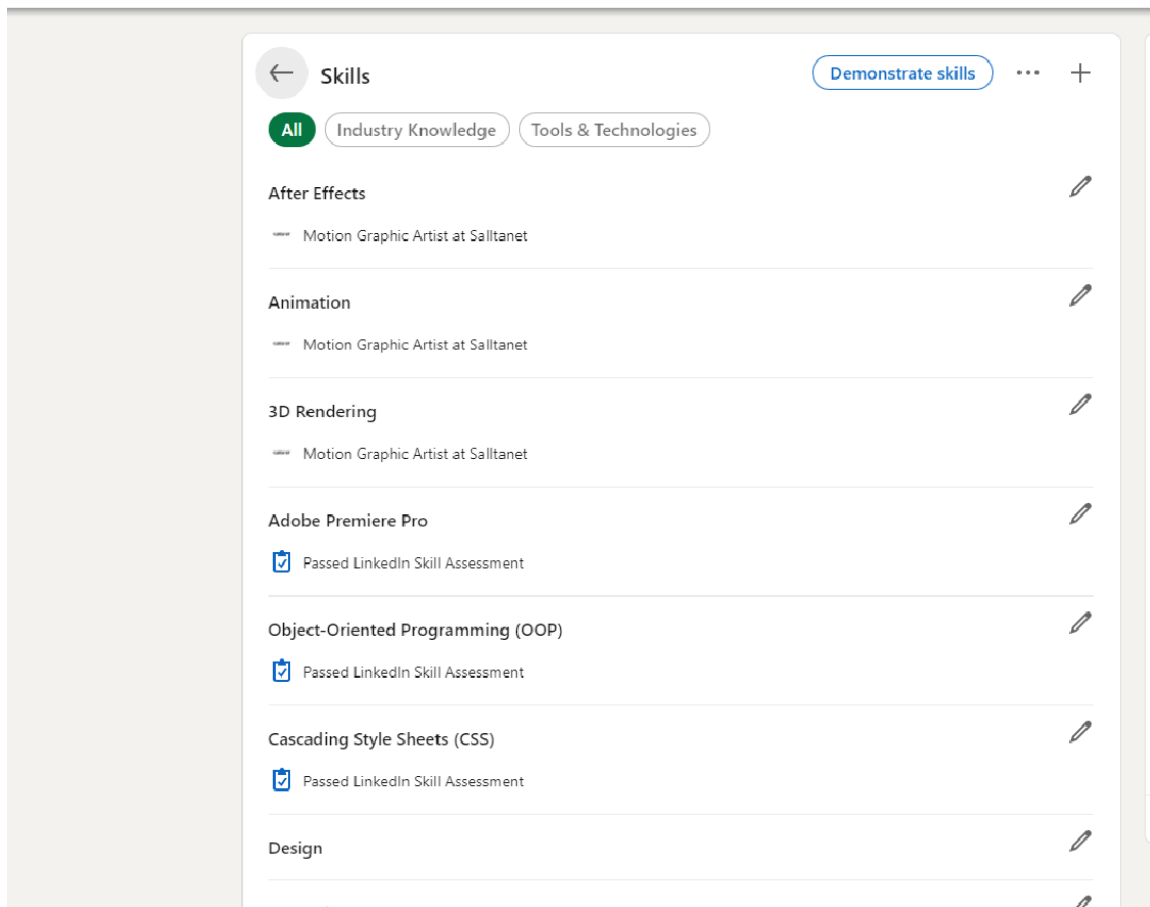 Skills
Demonstrate skills
All
Industry Knowledge
Tools & Technologies
After Effects
Motion Graphic Artist at Salltanet
Animation
Motion Graphic Artist at Salltanet
3D Rendering
Motion Graphic Artist at Salltanet
Adobe Premiere Pro
Passed LinkedIn Skill Assessment
Object-Oriented Programming (OOP)
Passed LinkedIn Skill Assessment
Cascading Style Sheets (CSS)
Passed LinkedIn Skill Assessment
Design